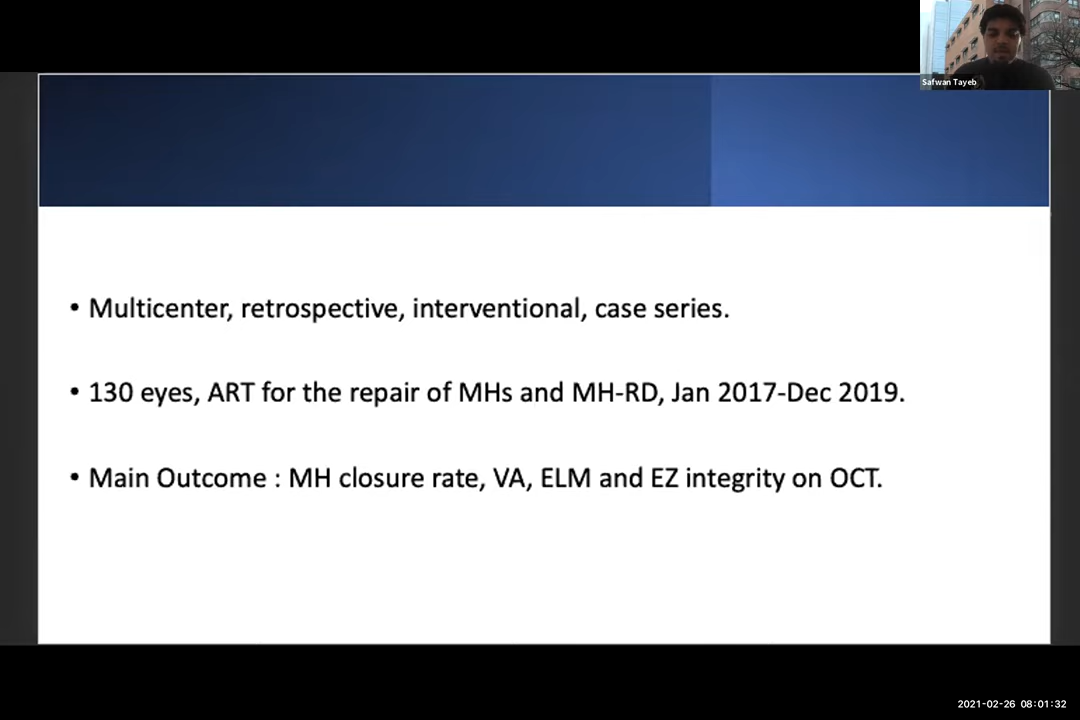 Safwan Tayeb
• Multicenter, retrospective, interventional, case series.
• 130 eyes, ART for the repair of MHs and MH-RD, Jan 2017-Dec 2019.
• Main Outcome : MH closure rate, VA, ELM and EZ integrity on OCT.
2021-02-26 08:01:32